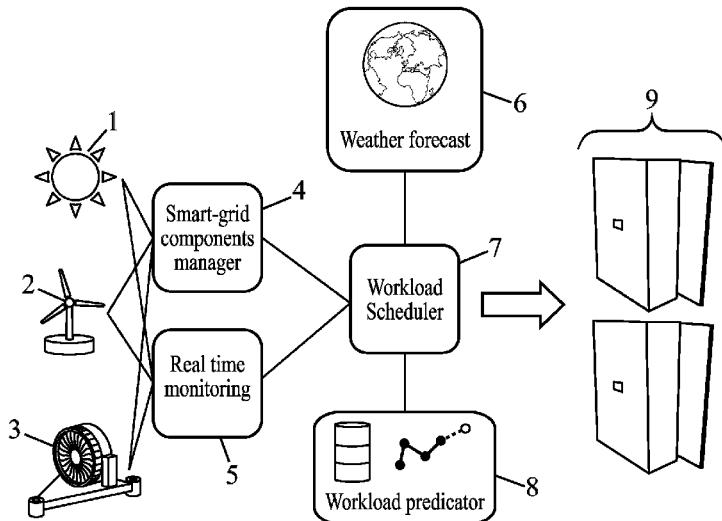 1
2
3
Smart-grid
components
manager
4
Real time
monitoring
5
Weather forecast
6
Workload
Scheduler
7
Workload predicator
8
9